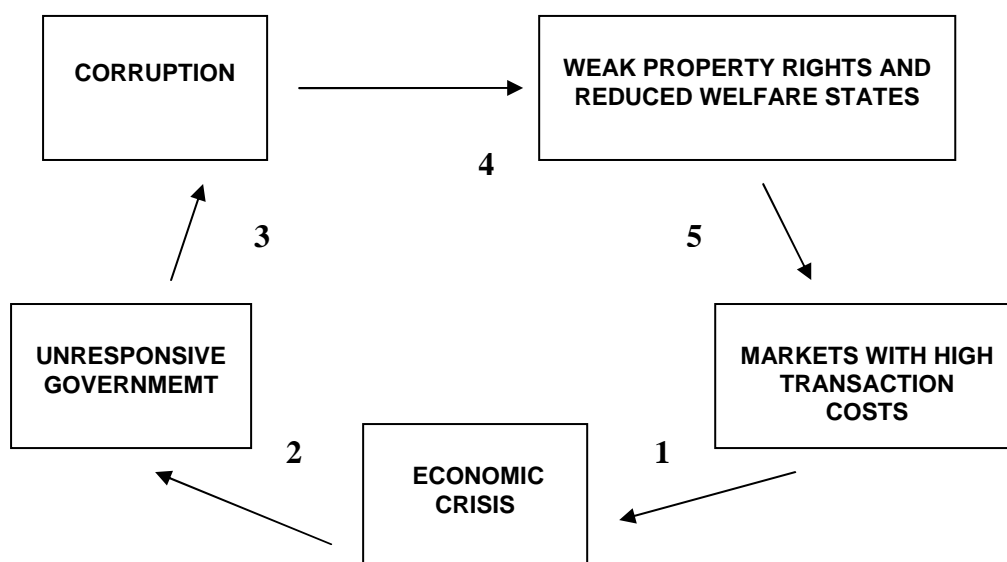 CORRUPTION
WEAK PROPERTY RIGHTS AND
REDUCED WELFARE STATES
4
3
5
UNRESPONSIVE
GOVERNMEMT
MARKETS WITH HIGH
TRANSACTION
COSTS
2
1
ECONOMIC
CRISIS